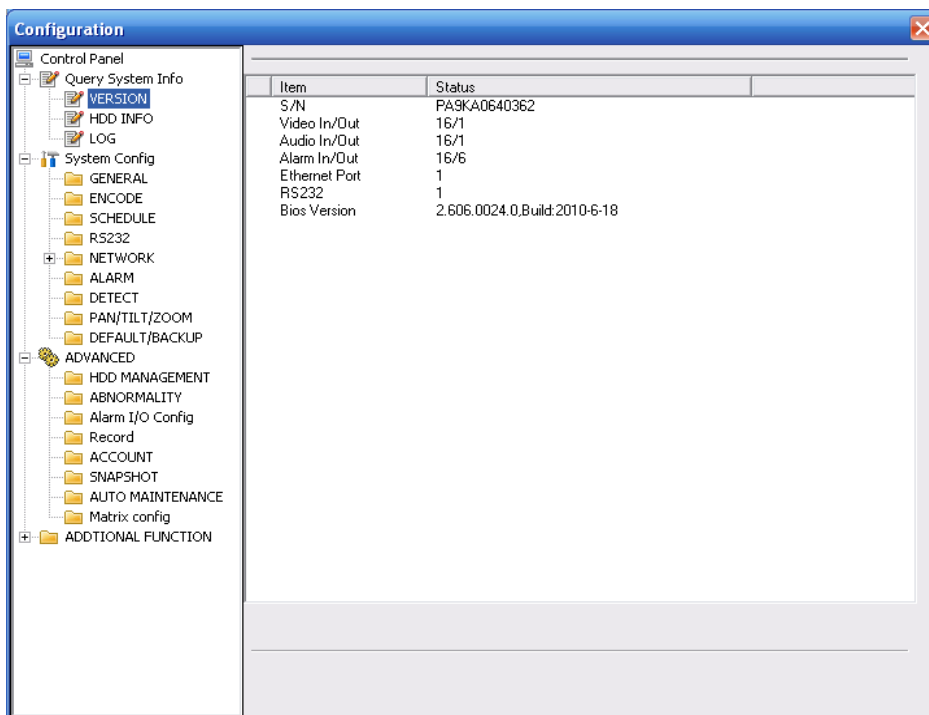 Configuration
Control Panel
Query System Info
VERSION
HDD INFO
LOG
System Config
GENERAL
ENCODE
SCHEDULE
RS232
NETWORK
ALARM
DETECT
PAN/TILT/ZOOM
DEFAULT/BACKUP
ADVANCED
HDD MANAGEMENT
ABNORMALITY
Alarm I/O Config
Record
ACCOUNT
SNAPSHOT
AUTO MAINTENANCE
Matrix config
ADDTIONAL FUNCTION
Item Status
S/N PA9KA0640362
Video In/Out 16/1
Audio In/Out 16/1
Alarm In/Out 16/6
Ethernet Port 1
RS232 1
Bios Version 2.606.0024.0,Build:2010-6-18